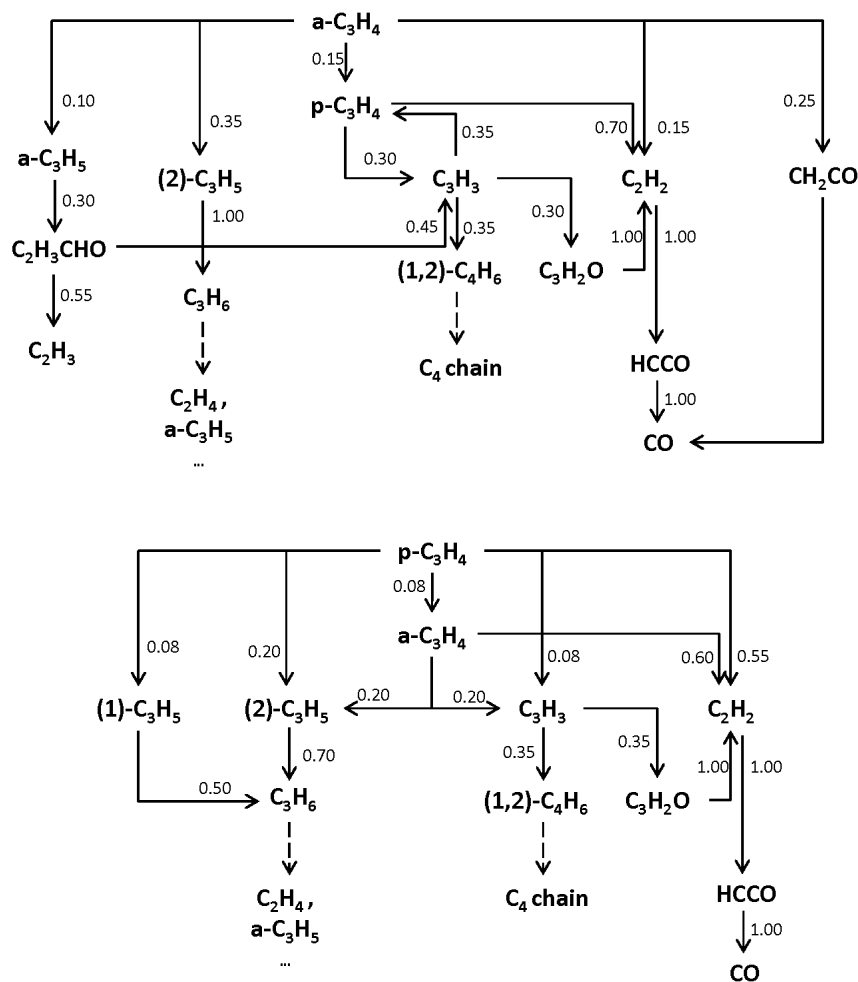 a-C₃H₄
0.15
0.10
0.35
p-C₃H₄
0.35
0.70
0.15
0.25
a-C₃H₅
(2)-C₃H₅
0.30
C₃H₃
C₂H₂
CH₂CO
0.30
1.00
0.45
0.35
0.30
1.00
1.00
C₂H₃CHO
(1,2)-C₄H₆
C₃H₂O
0.55
C₃H₆
C₂H₃
C₄ chain
HCCO
C₂H₄ ,
a-C₃H₅
...
1.00
CO
p-C₃H₄
0.08
a-C₃H₄
0.08
0.20
0.08
0.60
0.55
(1)-C₃H₅
(2)-C₃H₅
0.20
0.20
C₃H₃
C₂H₂
0.70
0.35
0.35
1.00
1.00
0.50
C₃H₆
(1,2)-C₄H₆
C₃H₂O
C₂H₄ ,
a-C₃H₅
...
C₄ chain
HCCO
1.00
CO